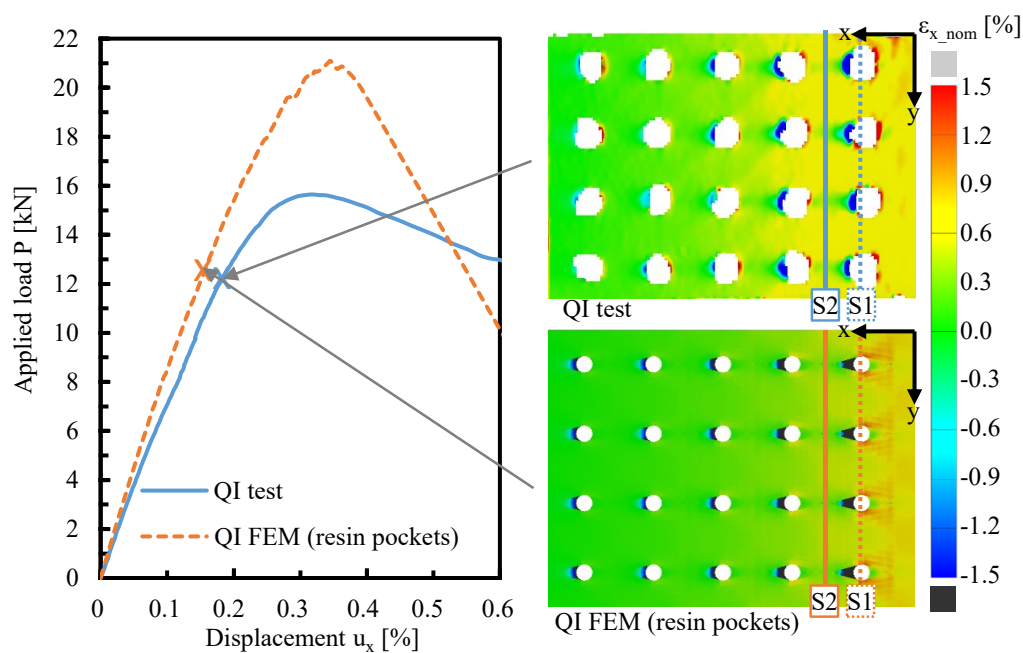 22
20
18
16
14
12
10
8
6
4
2
0
Applied load P [kN]
QI test
QI FEM (resin pockets)
0 0.1 0.2 0.3 0.4 0.5 0.6
Displacement uₓ [%]
x
y
S2 S1
QI test
x
y
S2 S1
QI FEM (resin pockets)
εx_nom [%]
1.5
1.2
0.9
0.6
0.3
0.0
-0.3
-0.6
-0.9
-1.2
-1.5